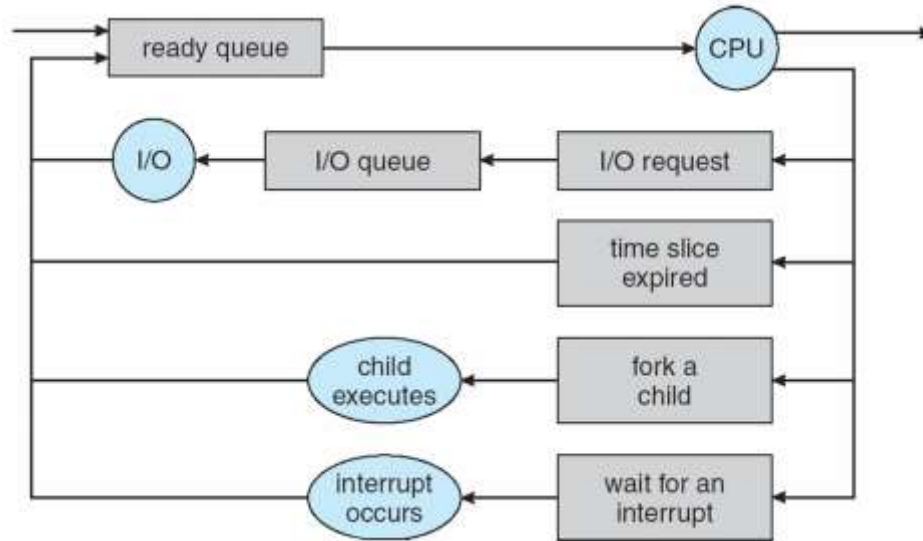 ready queue
CPU
I/O
I/O queue
I/O request
time slice
expired
child
executes
fork a
child
interrupt
occurs
wait for an
interrupt